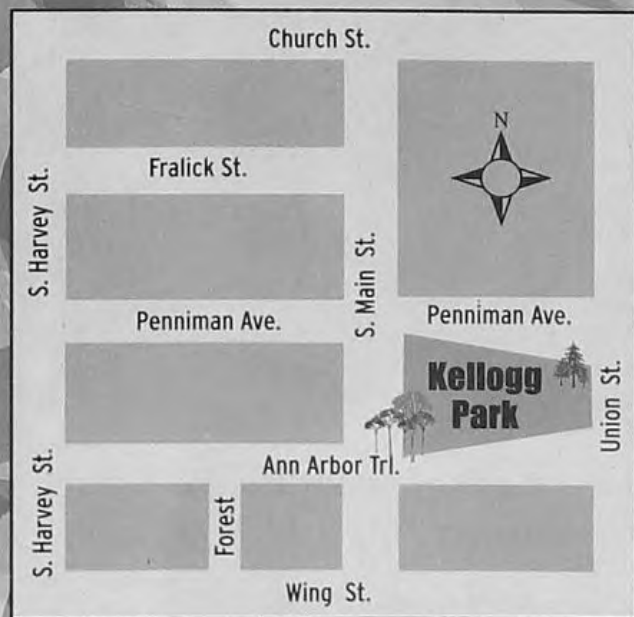 Church St.
N
Fralick St.
S. Harvey St.
S. Main St.
Penniman Ave.
Penniman Ave.
Kellogg
Park
Union St.
Ann Arbor Trl.
S. Harvey St.
Forest
Wing St.